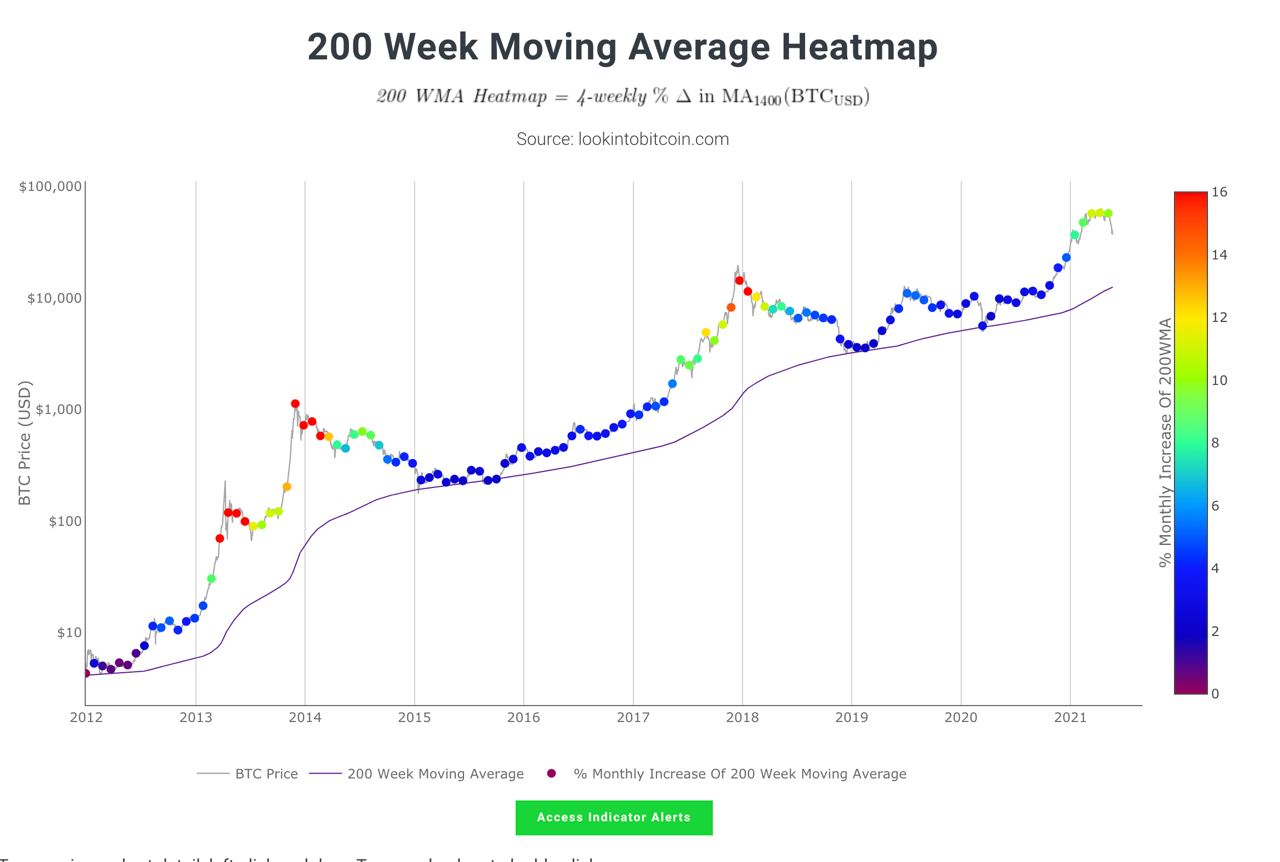 200 Week Moving Average Heatmap
200 WMA Heatmap = 4-weekly % Δ in MA1400(BTCUSD)
Source: lookintobitcoin.com
$100,000
$10,000
$1,000
$100
$10
BTC Price (USD)
2012 2013 2014 2015 2016 2017 2018 2019 2020 2021
16
14
12
10
8
6
4
2
0
% Monthly Increase Of 200WMA
BTC Price 200 Week Moving Average % Monthly Increase Of 200 Week Moving Average
Access Indicator Alerts